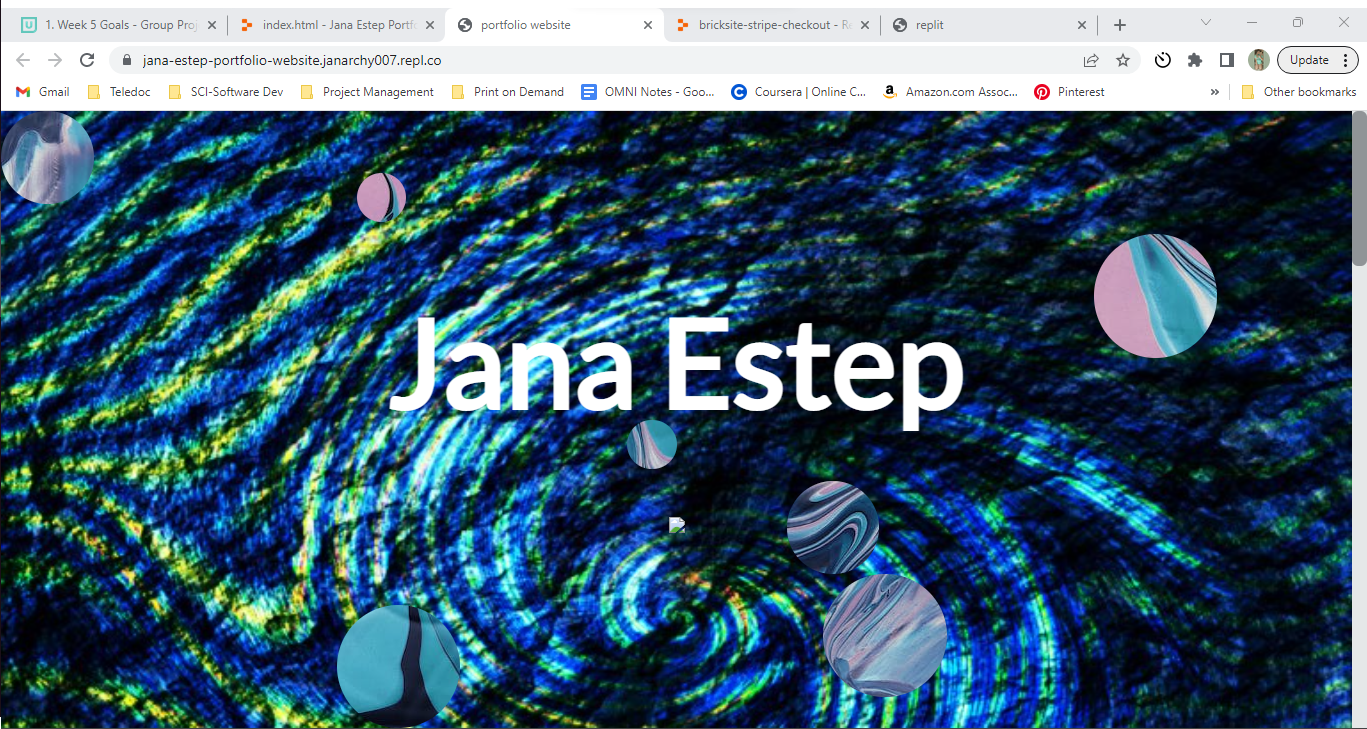 1. Week 5 Goals - Group Proj
index.html - Jana Estep Portf
portfolio website
bricksite-stripe-checkout - Re
replit
jana-estep-portfolio-website.janarchy007.repl.co
Update
Gmail
Teledoc
SCI-Software Dev
Project Management
Print on Demand
OMNI Notes - Goo...
Coursera | Online C...
Amazon.com Assoc...
Pinterest
»
Other bookmarks
Jana Estep